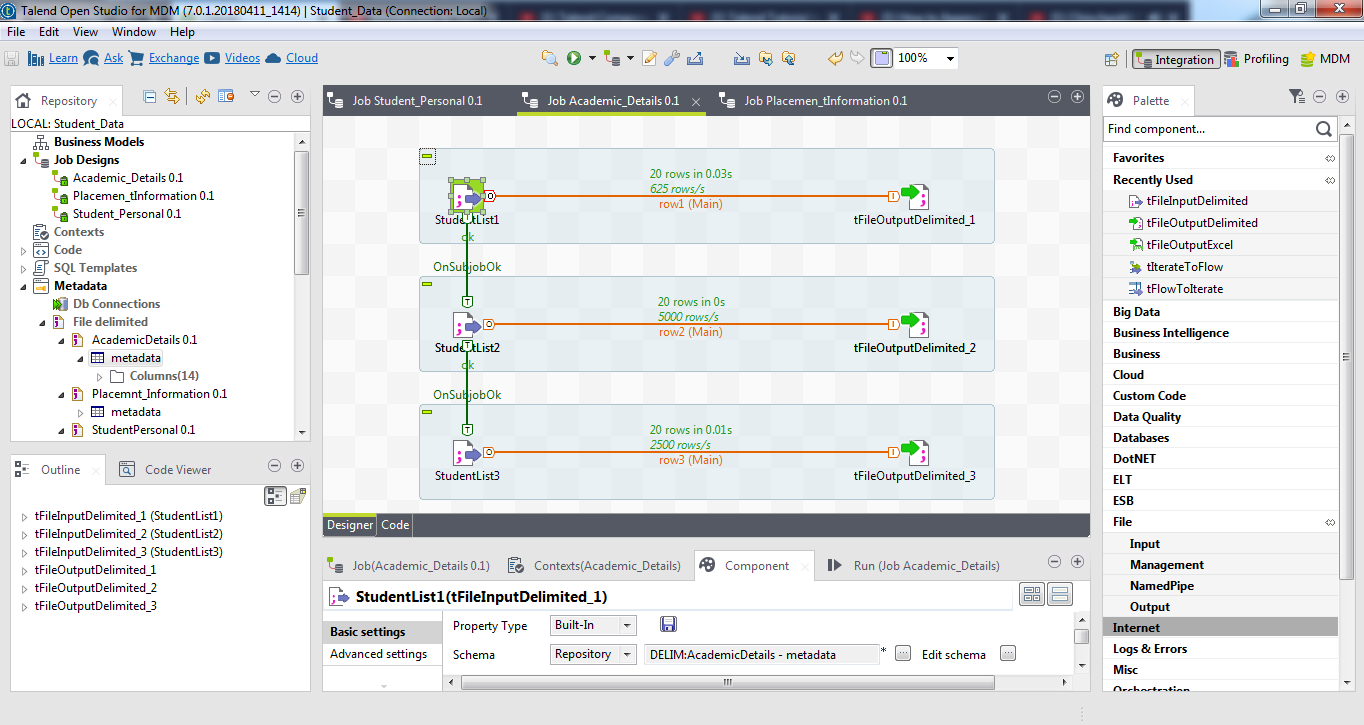 Talend Open Studio for MDM (7.0.1.20180411_1414) | Student_Data (Connection: Local)
File Edit View Window Help
Learn Ask Exchange Videos Cloud 100% Integration Profiling MDM
Repository
LOCAL: Student_Data
Business Models
Job Designs
Academic_Details 0.1
Placemen_tInformation 0.1
Student_Personal 0.1
Contexts
Code
SQL Templates
Metadata
Db Connections
File delimited
AcademicDetails 0.1
metadata
Columns(14)
Placemnt_Information 0.1
metadata
StudentPersonal 0.1
Outline Code Viewer
tFileInputDelimited_1 (StudentList1)
tFileInputDelimited_2 (StudentList2)
tFileInputDelimited_3 (StudentList3)
tFileOutputDelimited_1
tFileOutputDelimited_2
tFileOutputDelimited_3
Job Student_Personal 0.1 Job Academic_Details 0.1 Job Placemen_tInformation 0.1
20 rows in 0.03s
625 rows/s
row1 (Main)
StudentList1 tFileOutputDelimited_1
ok
OnSubjobOk
20 rows in 0s
5000 rows/s
row2 (Main)
StudentList2 tFileOutputDelimited_2
ok
OnSubjobOk
20 rows in 0.01s
2500 rows/s
row3 (Main)
StudentList3 tFileOutputDelimited_3
Designer Code
Job(Academic_Details 0.1) Contexts(Academic_Details) Component Run (Job Academic_Details)
StudentList1(tFileInputDelimited_1)
Basic settings
Advanced settings
Property Type Built-In
Schema Repository DELIM:AcademicDetails - metadata * ... Edit schema ...
Palette
Find component...
Favorites
Recently Used
tFileInputDelimited
tFileOutputDelimited
tFileOutputExcel
tIterateToFlow
tFlowToIterate
Big Data
Business Intelligence
Business
Cloud
Custom Code
Data Quality
Databases
DotNET
ELT
ESB
File
Input
Management
NamedPipe
Output
Internet
Logs & Errors
Misc
Orchestration